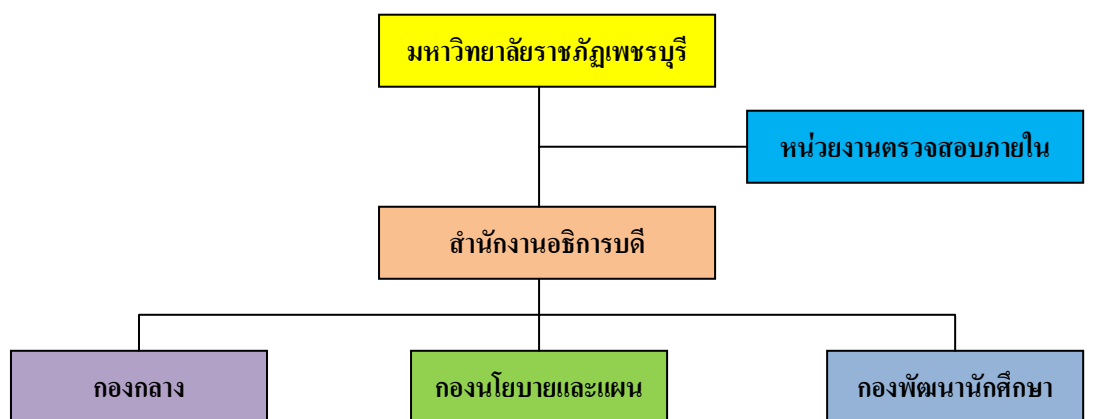 มหาวิทยาลัยราชภัฏเพชรบุรี
หน่วยงานตรวจสอบภายใน
สำนักงานอธิการบดี
กองกลาง
กองนโยบายและแผน
กองพัฒนานักศึกษา